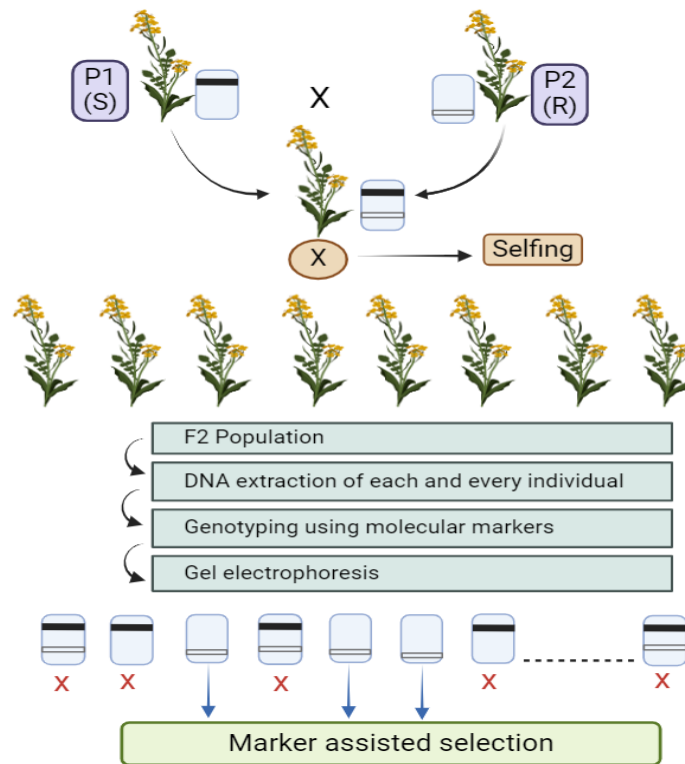 P1
(S)
X
P2
(R)
X
Selfing
F2 Population
DNA extraction of each and every individual
Genotyping using molecular markers
Gel electrophoresis
X
X
X
X
X
Marker assisted selection